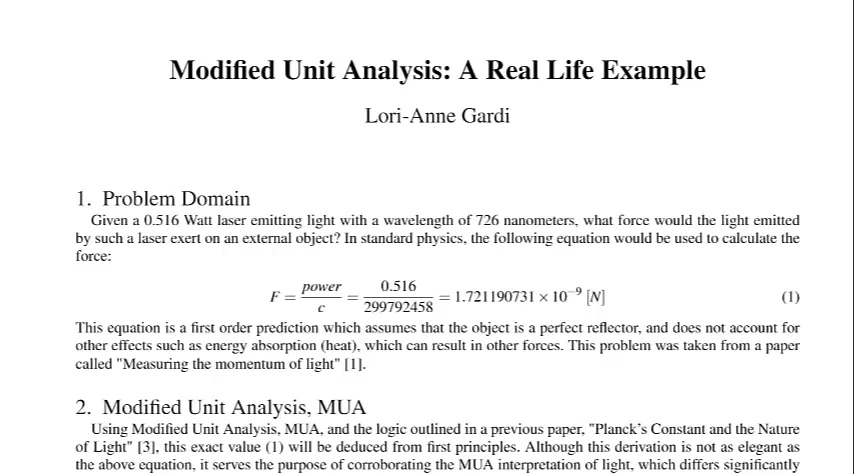 Modified Unit Analysis: A Real Life Example
Lori-Anne Gardi
1. Problem Domain
Given a 0.516 Watt laser emitting light with a wavelength of 726 nanometers, what force would the light emitted
by such a laser exert on an external object? In standard physics, the following equation would be used to calculate the
force:
F = power / c = 0.516 / 299792458 = 1.721190731 × 10⁻⁹ [N] (1)
This equation is a first order prediction which assumes that the object is a perfect reflector, and does not account for
other effects such as energy absorption (heat), which can result in other forces. This problem was taken from a paper
called "Measuring the momentum of light" [1].
2. Modified Unit Analysis, MUA
Using Modified Unit Analysis, MUA, and the logic outlined in a previous paper, "Planck's Constant and the Nature
of Light" [3], this exact value (1) will be deduced from first principles. Although this derivation is not as elegant as
the above equation, it serves the purpose of corroborating the MUA interpretation of light, which differs significantly